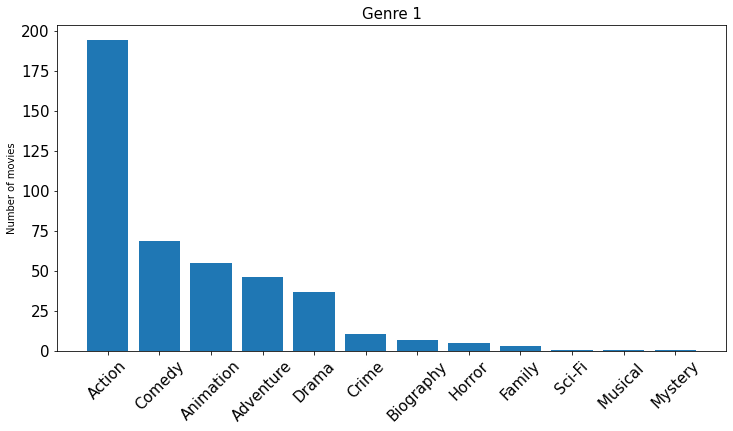 Genre 1
Number of movies
200
175
150
125
100
75
50
25
0
Action
Comedy
Animation
Adventure
Drama
Crime
Biography
Horror
Family
Sci-Fi
Musical
Mystery